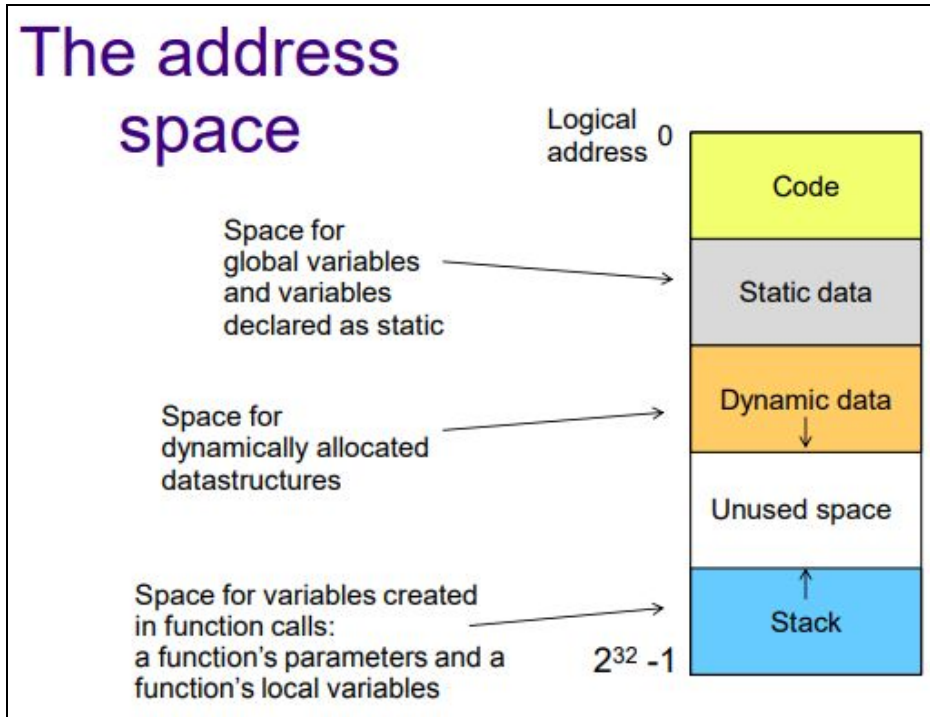 The address
space
Logical
address 0
Code
Space for
global variables
and variables
declared as static
Static data
Dynamic data
Space for
dynamically allocated
datastructures
Unused space
Space for variables created
in function calls:
a function's parameters and a
function's local variables
Stack
2³² -1